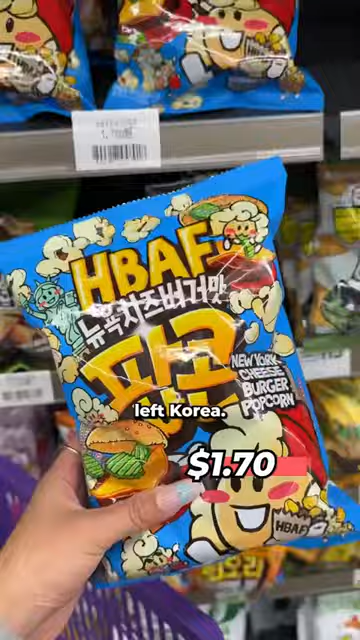 HBAF
뉴욕치즈버거맛
팝콘
NEW YORK
CHEESE
BURGER
POPCORN
left Korea.
$1.70
HBAF